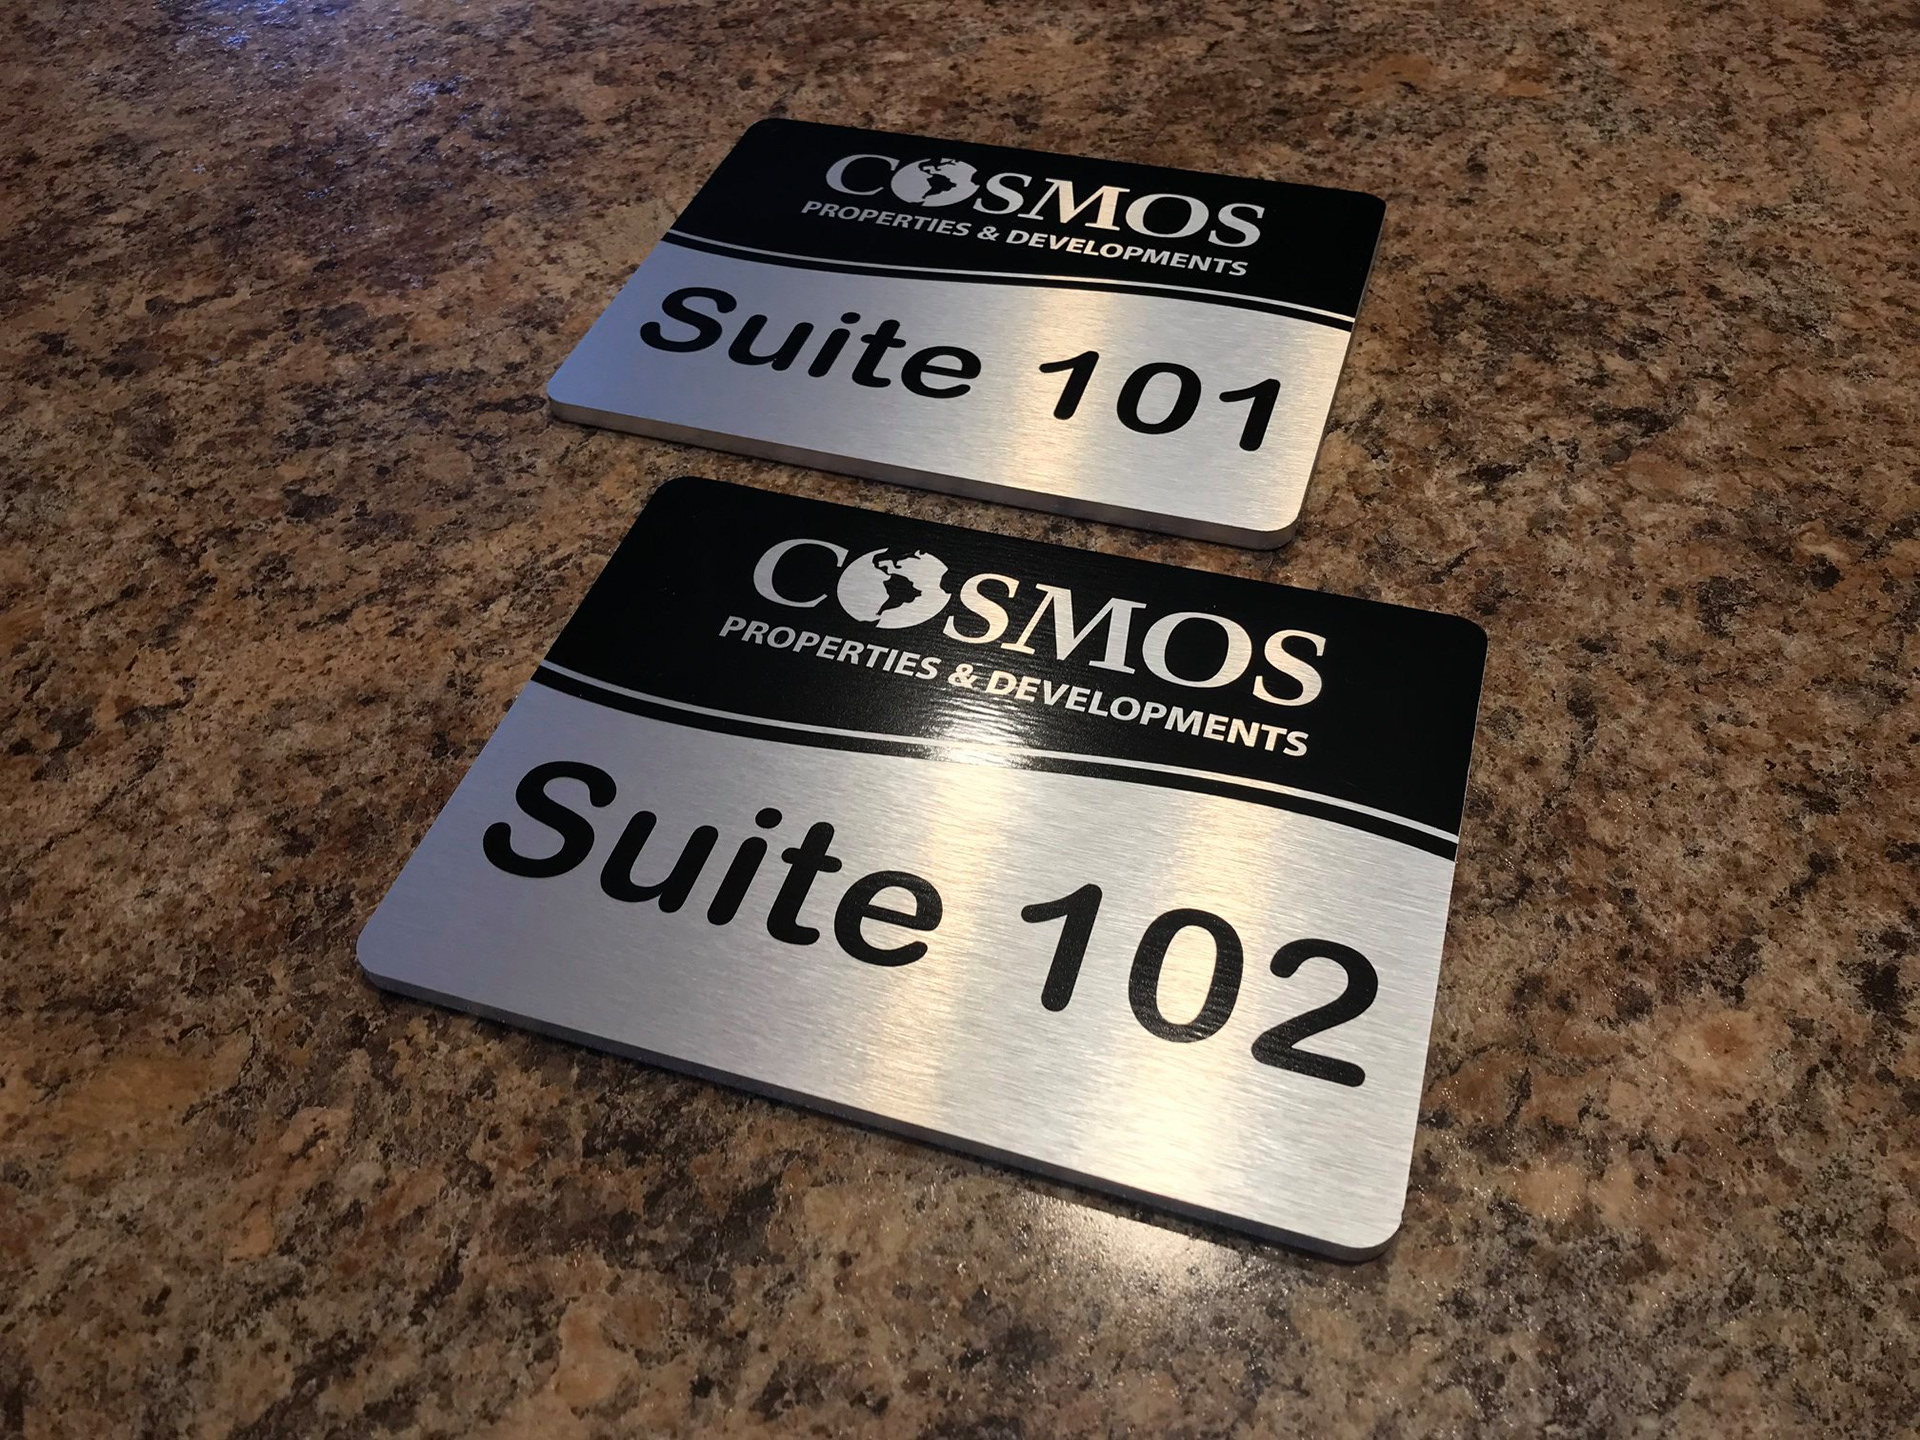 COSMOS
PROPERTIES & DEVELOPMENTS
Suite 101
COSMOS
PROPERTIES & DEVELOPMENTS
Suite 102